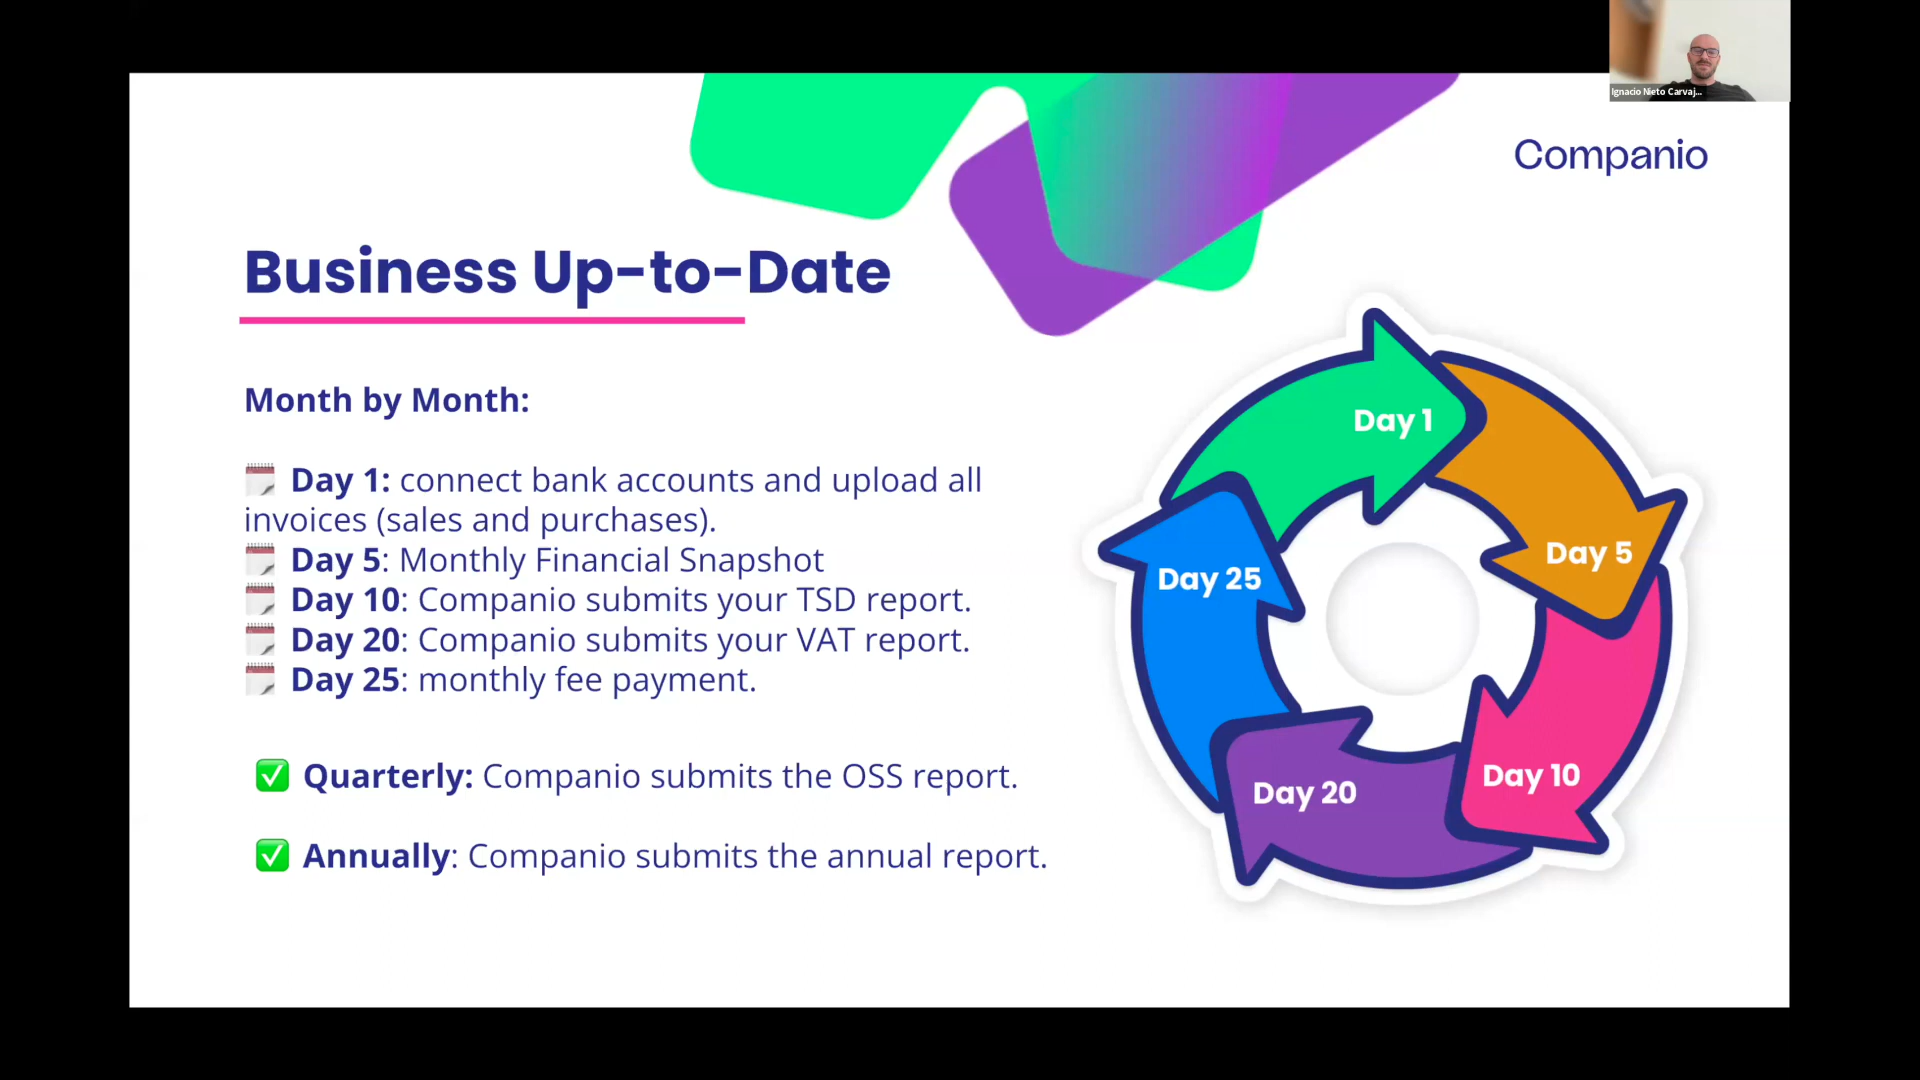 Ignacio Nieto Carvaj...
Companio
Business Up-to-Date
Month by Month:
Day 1: connect bank accounts and upload all
invoices (sales and purchases).
Day 5: Monthly Financial Snapshot
Day 10: Companio submits your TSD report.
Day 20: Companio submits your VAT report.
Day 25: monthly fee payment.
✅ Quarterly: Companio submits the OSS report.
✅ Annually: Companio submits the annual report.
Day 1
Day 5
Day 10
Day 20
Day 25